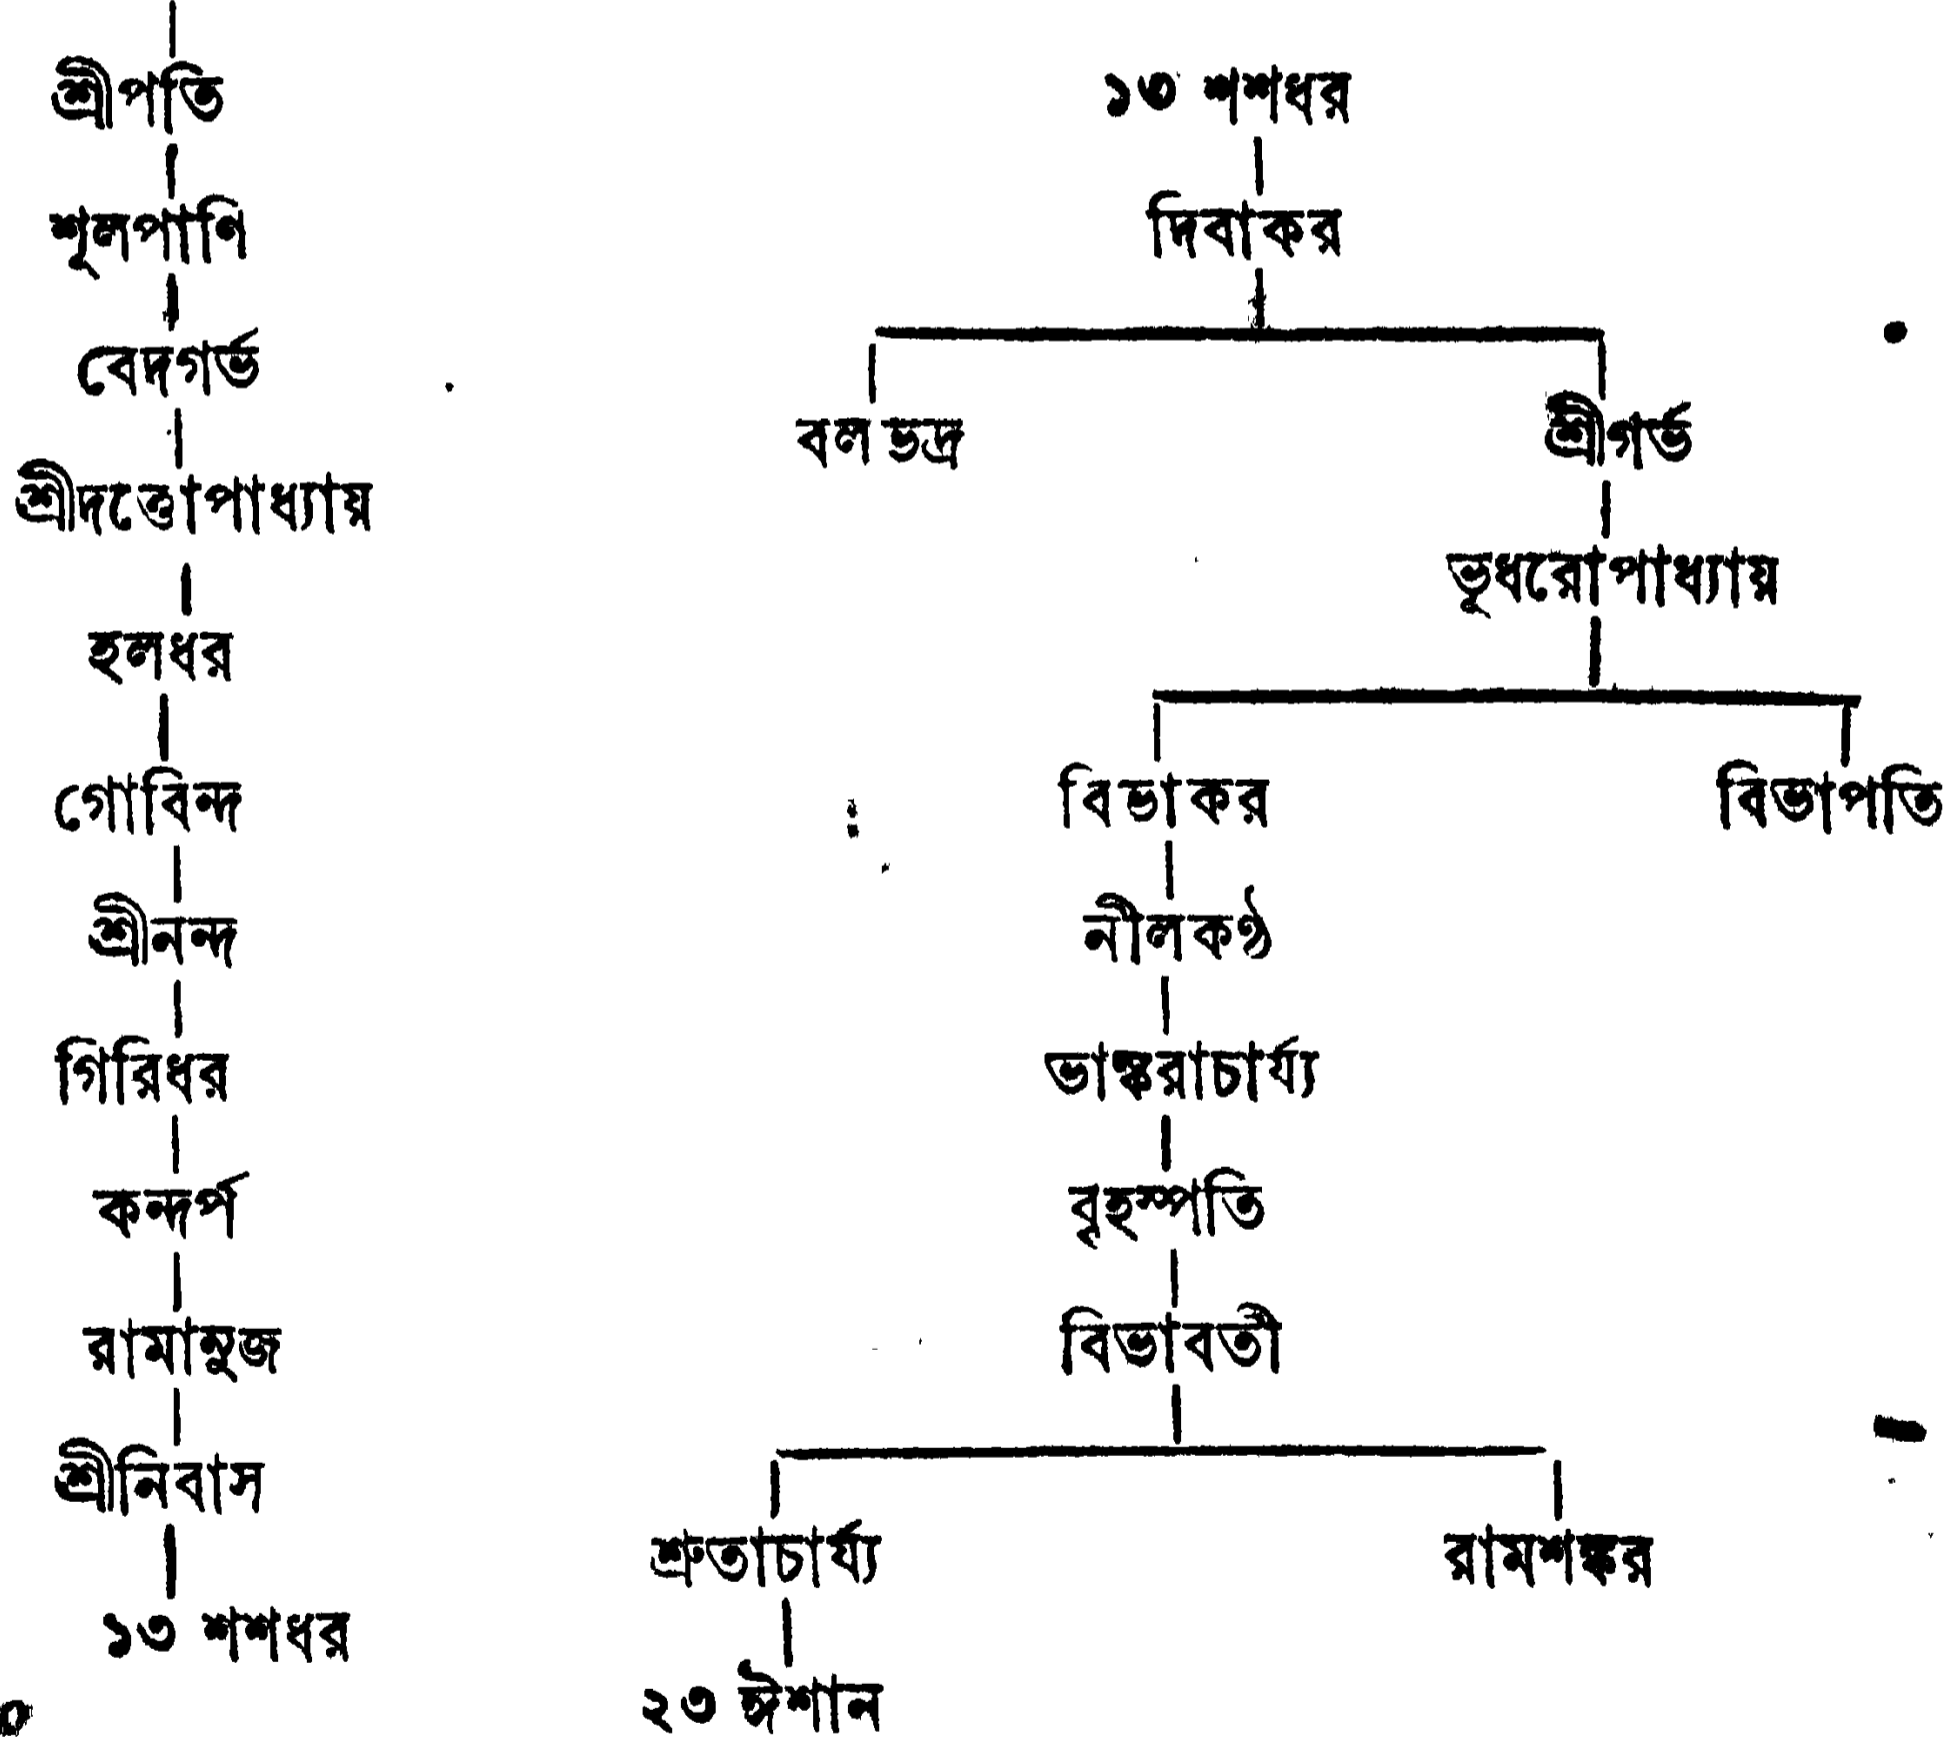 শ্রীপতি
শূলপাণি
বেদগর্ভ
শ্রীদত্তোপাধ্যায়
হলধর
গোবিন্দ
শ্রীনন্দ
গিরিধর
কন্দর্প
রামানুজ
শ্রীনিবাস
১৩ শশধর
১৩ শশধর
দিবাকর
বলভদ্র শ্রীগর্ভ
ভূধরোপাধ্যায়
বিভাকর বিভাপতি
নীলকণ্ঠ
ভাস্করাচার্য্য
বৃহস্পতি
বিভাবতী
শ্রুতাচার্য্য রামশঙ্কর
২৩ ঈশান